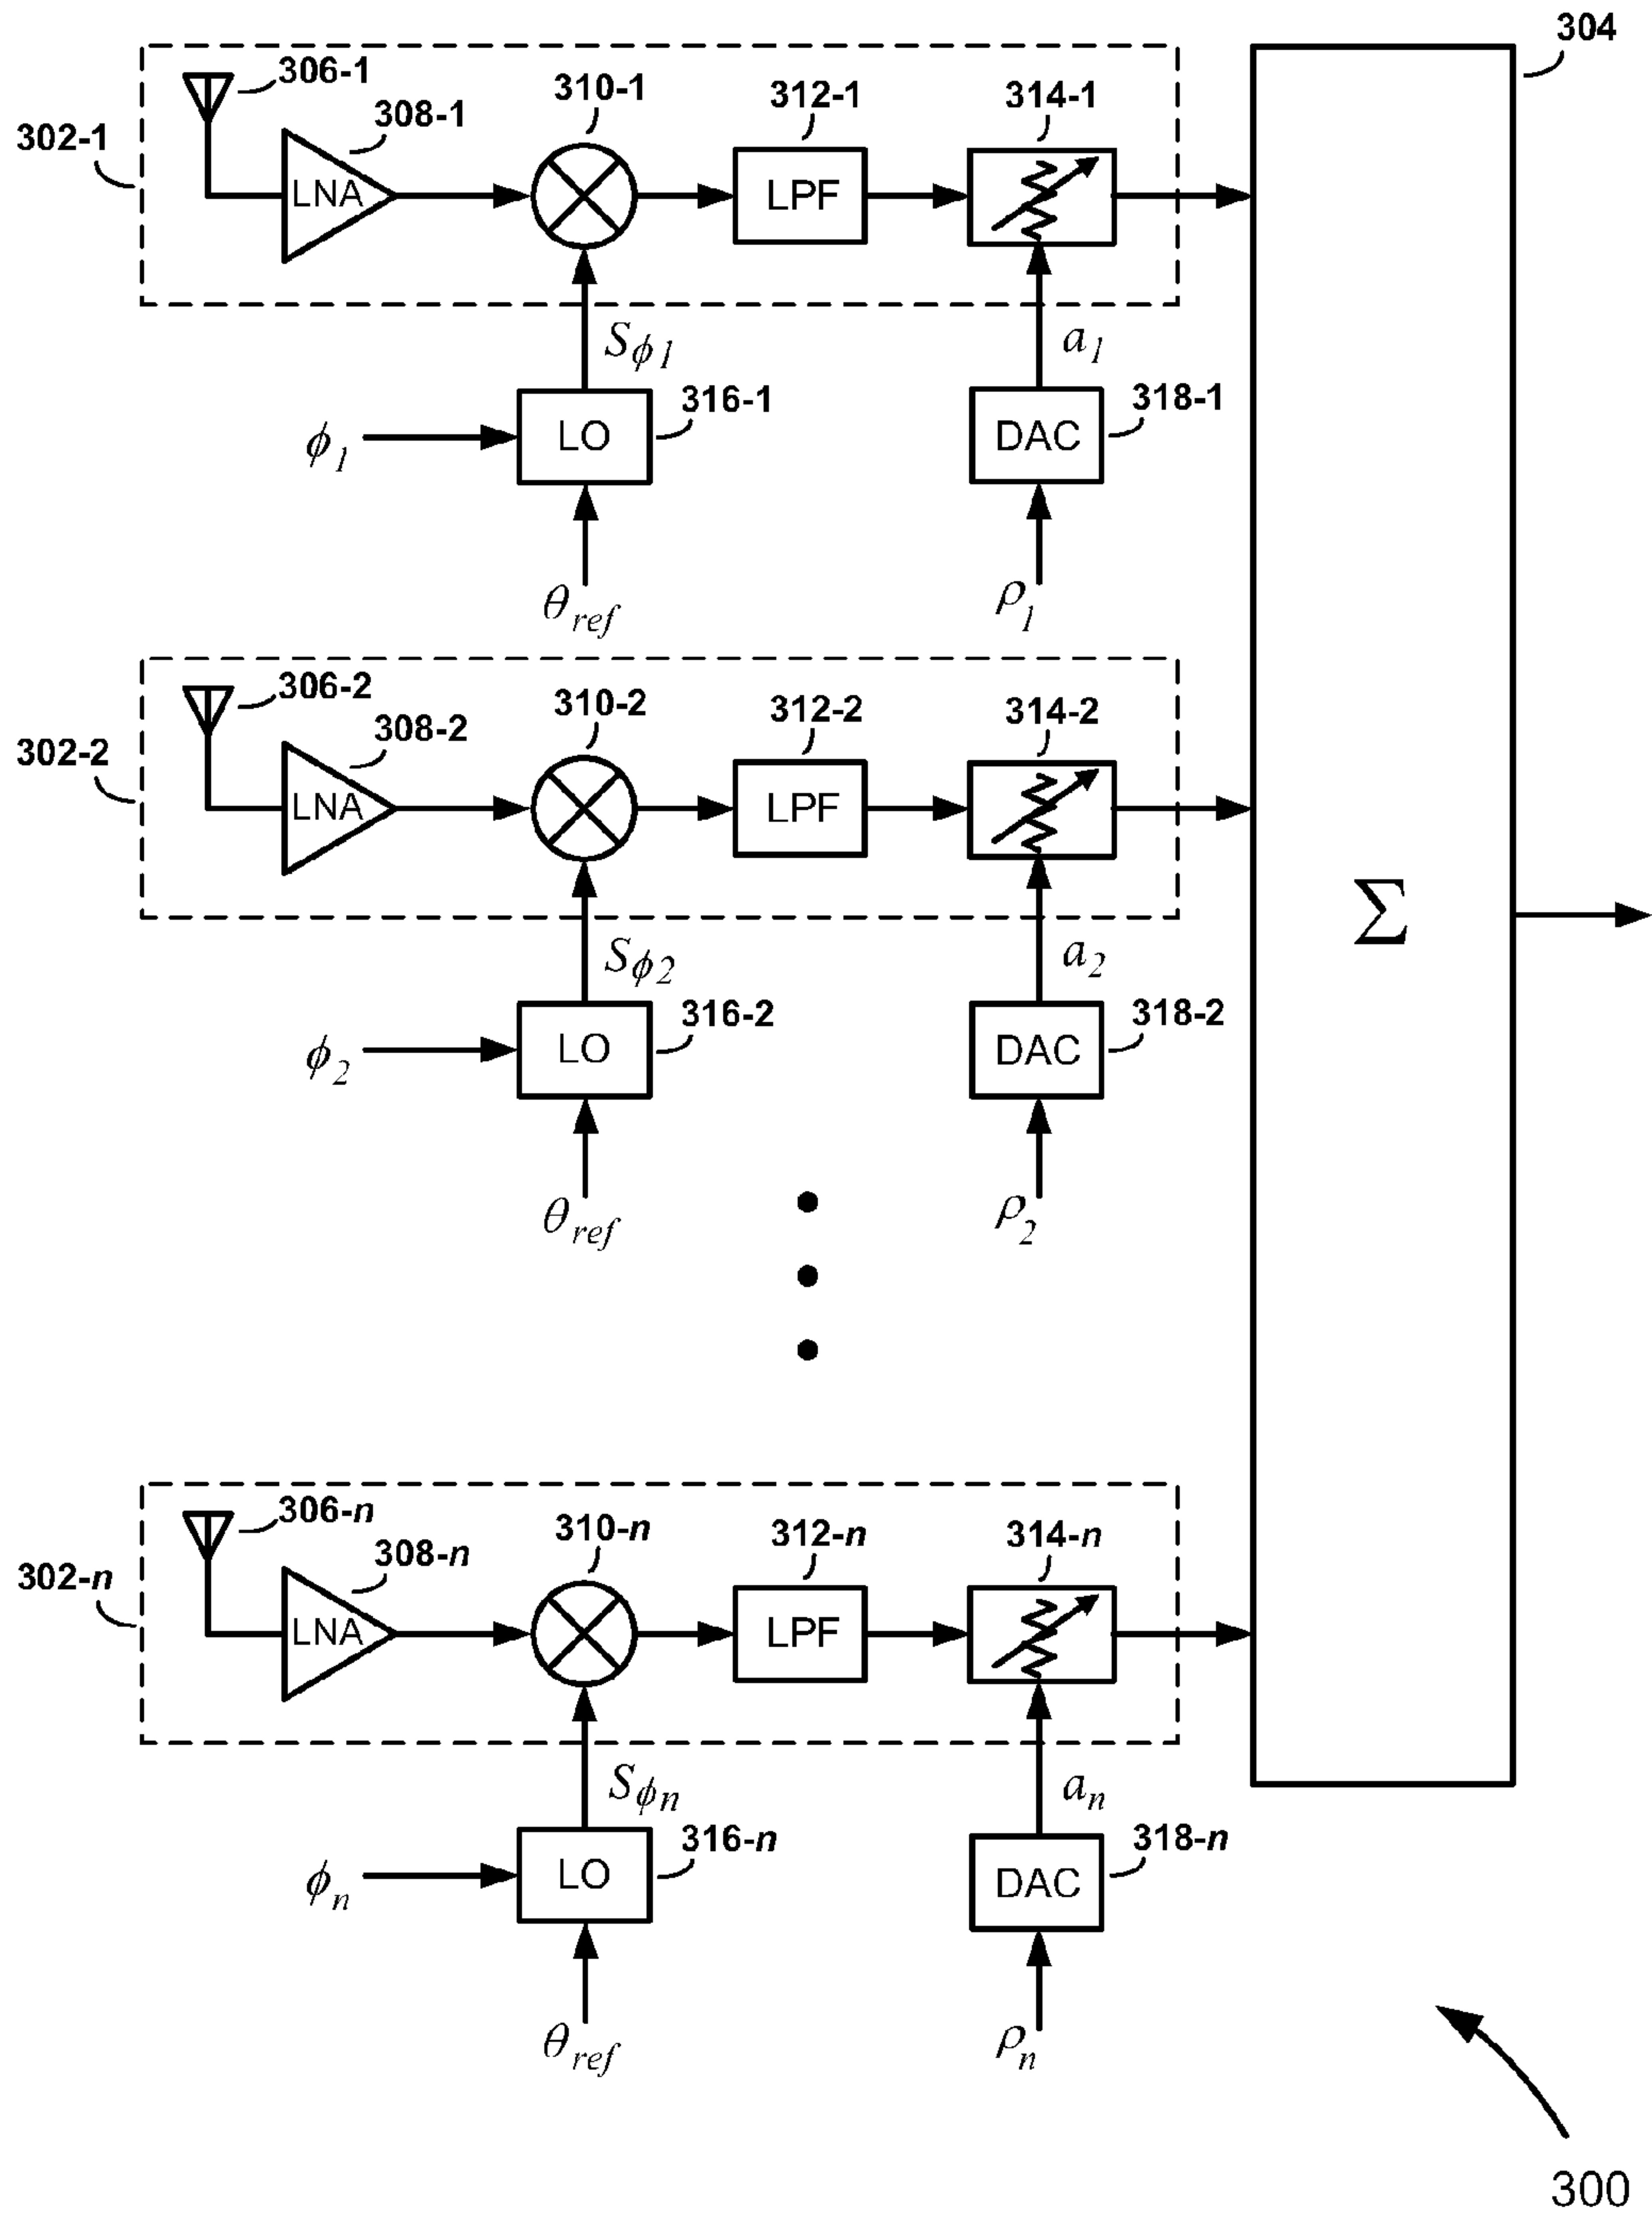 304
306-1
310-1
312-1
314-1
308-1
302-1
LNA
LPF
Sϕ1
a1
316-1
318-1
ϕ1
LO
DAC
θref
ρ1
306-2
310-2
312-2
314-2
308-2
302-2
LNA
LPF
Σ
Sϕ2
a2
316-2
318-2
ϕ2
LO
DAC
θref
ρ2
306-n
310-n
312-n
314-n
308-n
302-n
LNA
LPF
Sϕn
an
316-n
318-n
ϕn
LO
DAC
θref
ρn
300